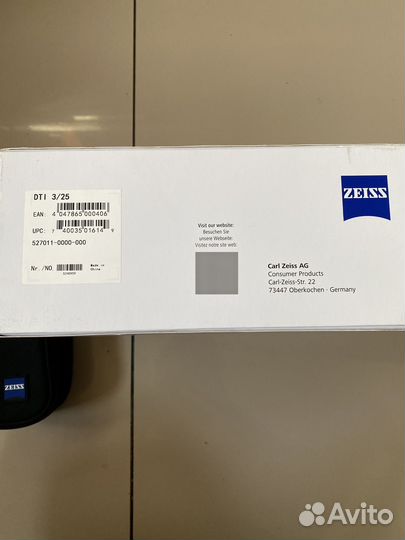 DTI 3/25
EAN: 4 047865 000406
UPC: 7 40035 01614 9
527011-0000-000
Nr./NO.
Made in
China
Visit our website:
Besuchen Sie
unsere Webseite:
Visitez notre site web:
ZEISS
Carl Zeiss AG
Consumer Products
Carl-Zeiss-Str. 22
73447 Oberkochen · Germany
ZEISS
Avito